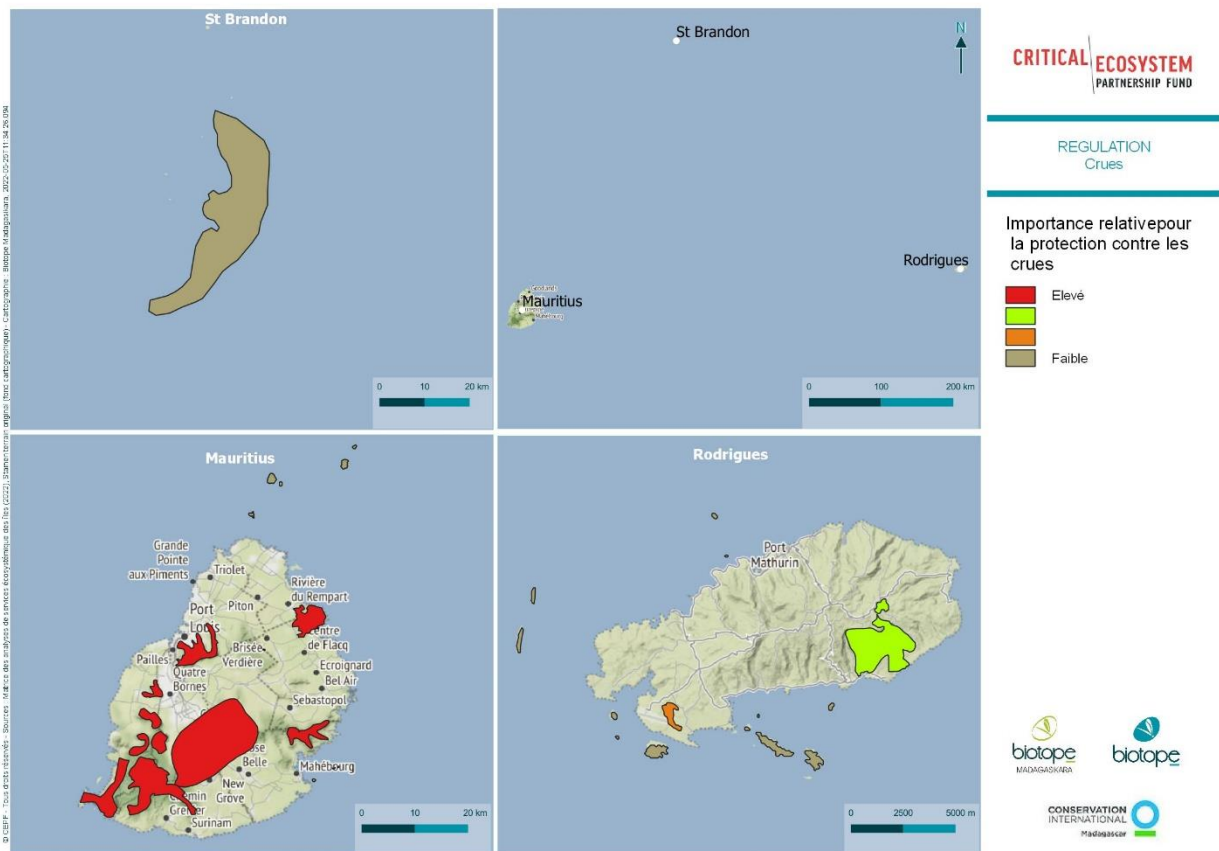 St Brandon
0 10 20 km
St Brandon
N
Mauritius
Rodrigues
0 100 200 km
Mauritius
Grande
Pointe
aux Piments
Triolet
Piton
Rivière
du Rempart
Port
Louis
Pailles
Brisée
Verdière
Centre
de Flacq
Quatre
Bornes
Ecroignard
Bel Air
Sebastopol
Belle
Mahébourg
New
Grove
Chemin
Grenier
Surinam
0 10 20 km
Rodrigues
Port
Mathurin
0 2500 5000 m
CRITICAL ECOSYSTEM
PARTNERSHIP FUND
REGULATION
Crues
Importance relativepour
la protection contre les
crues
Elevé
Faible
biotope
MADAGASKARA
biotope
CONSERVATION
INTERNATIONAL
Madagascar